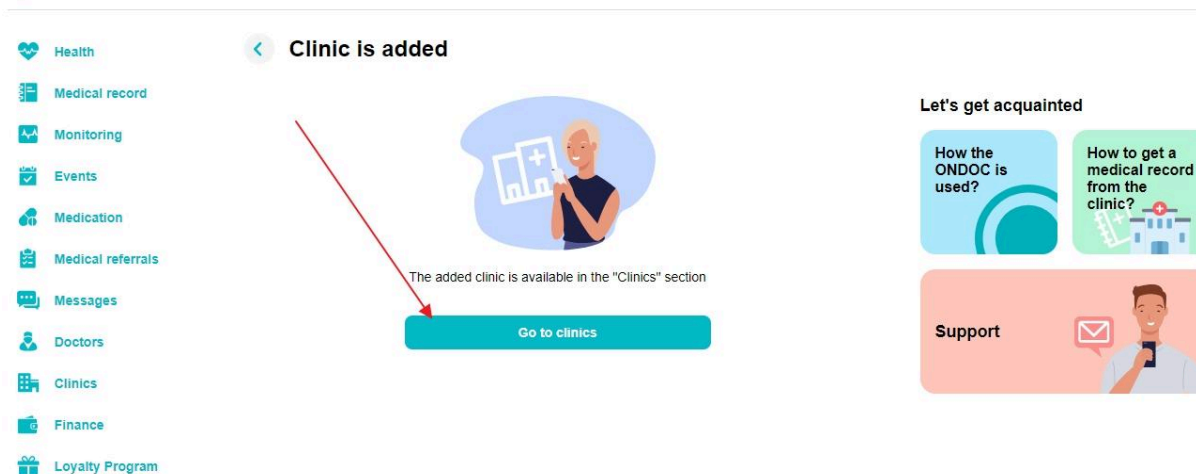 Health
Medical record
Monitoring
Events
Medication
Medical referrals
Messages
Doctors
Clinics
Finance
Loyalty Program
Clinic is added
The added clinic is available in the "Clinics" section
Go to clinics
Let's get acquainted
How the
ONDOC is
used?
How to get a
medical record
from the
clinic?
Support